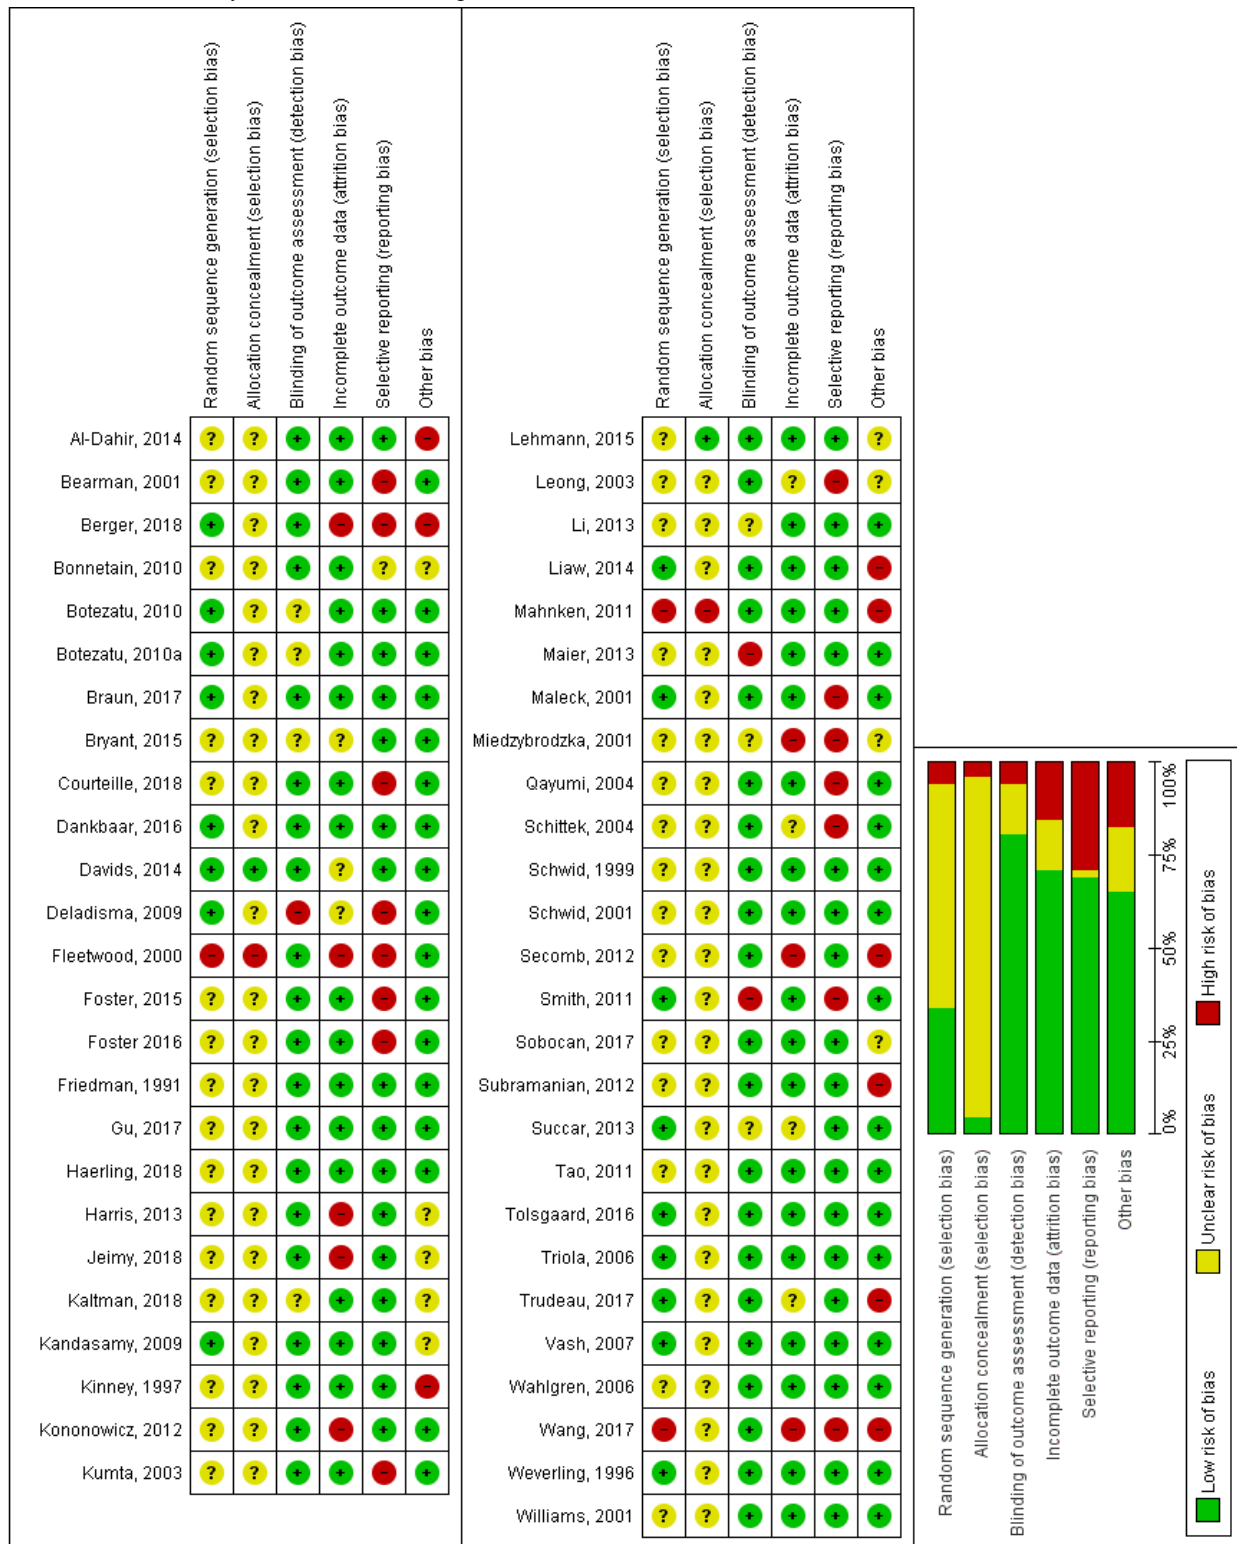 Random sequence generation (selection bias)
Allocation concealment (selection bias)
Blinding of outcome assessment (detection bias)
Incomplete outcome data (attrition bias)
Selective reporting (reporting bias)
Other bias
Al-Dahir, 2014 ? ? + + + -
Bearman, 2001 ? ? + + - +
Berger, 2018 + ? + - - -
Bonnetain, 2010 ? ? + + ? ?
Botezatu, 2010 + ? ? + + +
Botezatu, 2010a + ? ? + + +
Braun, 2017 + ? + + + +
Bryant, 2015 ? ? ? ? + +
Courteille, 2018 ? ? + + - +
Dankbaar, 2016 + ? + + + +
Davids, 2014 + + + ? + +
Deladisma, 2009 + ? - ? - +
Fleetwood, 2000 - - + - - +
Foster, 2015 ? ? + + - +
Foster 2016 ? ? + + - +
Friedman, 1991 ? ? + + + +
Gu, 2017 ? ? + + + +
Haerling, 2018 ? ? + + + +
Harris, 2013 ? ? + - + ?
Jeimy, 2018 ? ? + - + ?
Kaltman, 2018 ? ? ? + + ?
Kandasamy, 2009 + ? + + + ?
Kinney, 1997 ? ? + + + -
Kononowicz, 2012 ? ? + - + +
Kumta, 2003 ? ? + + - +
Random sequence generation (selection bias)
Allocation concealment (selection bias)
Blinding of outcome assessment (detection bias)
Incomplete outcome data (attrition bias)
Selective reporting (reporting bias)
Other bias
Lehmann, 2015 ? + + + + ?
Leong, 2003 ? ? + ? - ?
Li, 2013 ? ? ? + + +
Liaw, 2014 + ? + + + -
Mahnken, 2011 - - + + + -
Maier, 2013 ? ? - + + +
Maleck, 2001 + ? + + - +
Miedzybrodzka, 2001 ? ? ? - - ?
Qayumi, 2004 ? ? + + - +
Schittek, 2004 ? ? + ? - +
Schwid, 1999 ? ? + + + +
Schwid, 2001 ? ? + + + +
Secomb, 2012 ? ? + - + -
Smith, 2011 + ? - + - +
Sobocan, 2017 ? ? + + + ?
Subramanian, 2012 ? ? + + + -
Succar, 2013 + ? ? ? + +
Tao, 2011 ? ? + + + +
Tolsgaard, 2016 + ? + + + +
Triola, 2006 + ? + + + +
Trudeau, 2017 + ? + ? + -
Vash, 2007 + ? + + + +
Wahlgren, 2006 ? ? + + + +
Wang, 2017 - ? + - - -
Weverling, 1996 + ? + + + +
Williams, 2001 ? ? + + + +
Random sequence generation (selection bias)
Allocation concealment (selection bias)
Blinding of outcome assessment (detection bias)
Incomplete outcome data (attrition bias)
Selective reporting (reporting bias)
Other bias
0% 25% 50% 75% 100%
Low risk of bias
Unclear risk of bias
High risk of bias